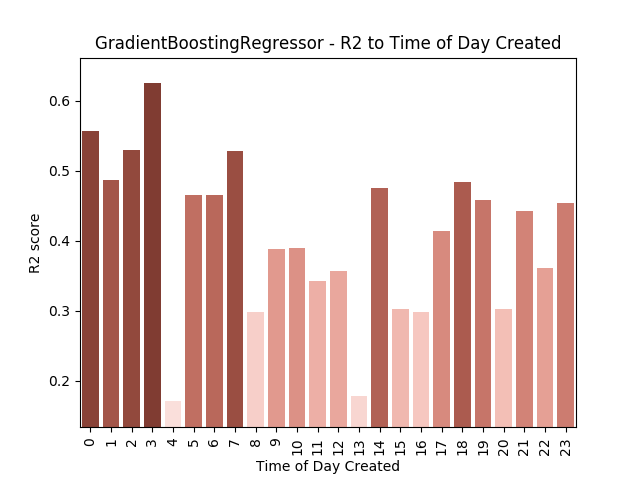 GradientBoostingRegressor - R2 to Time of Day Created
R2 score
0.6
0.5
0.4
0.3
0.2
0 1 2 3 4 5 6 7 8 9 10 11 12 13 14 15 16 17 18 19 20 21 22 23
Time of Day Created